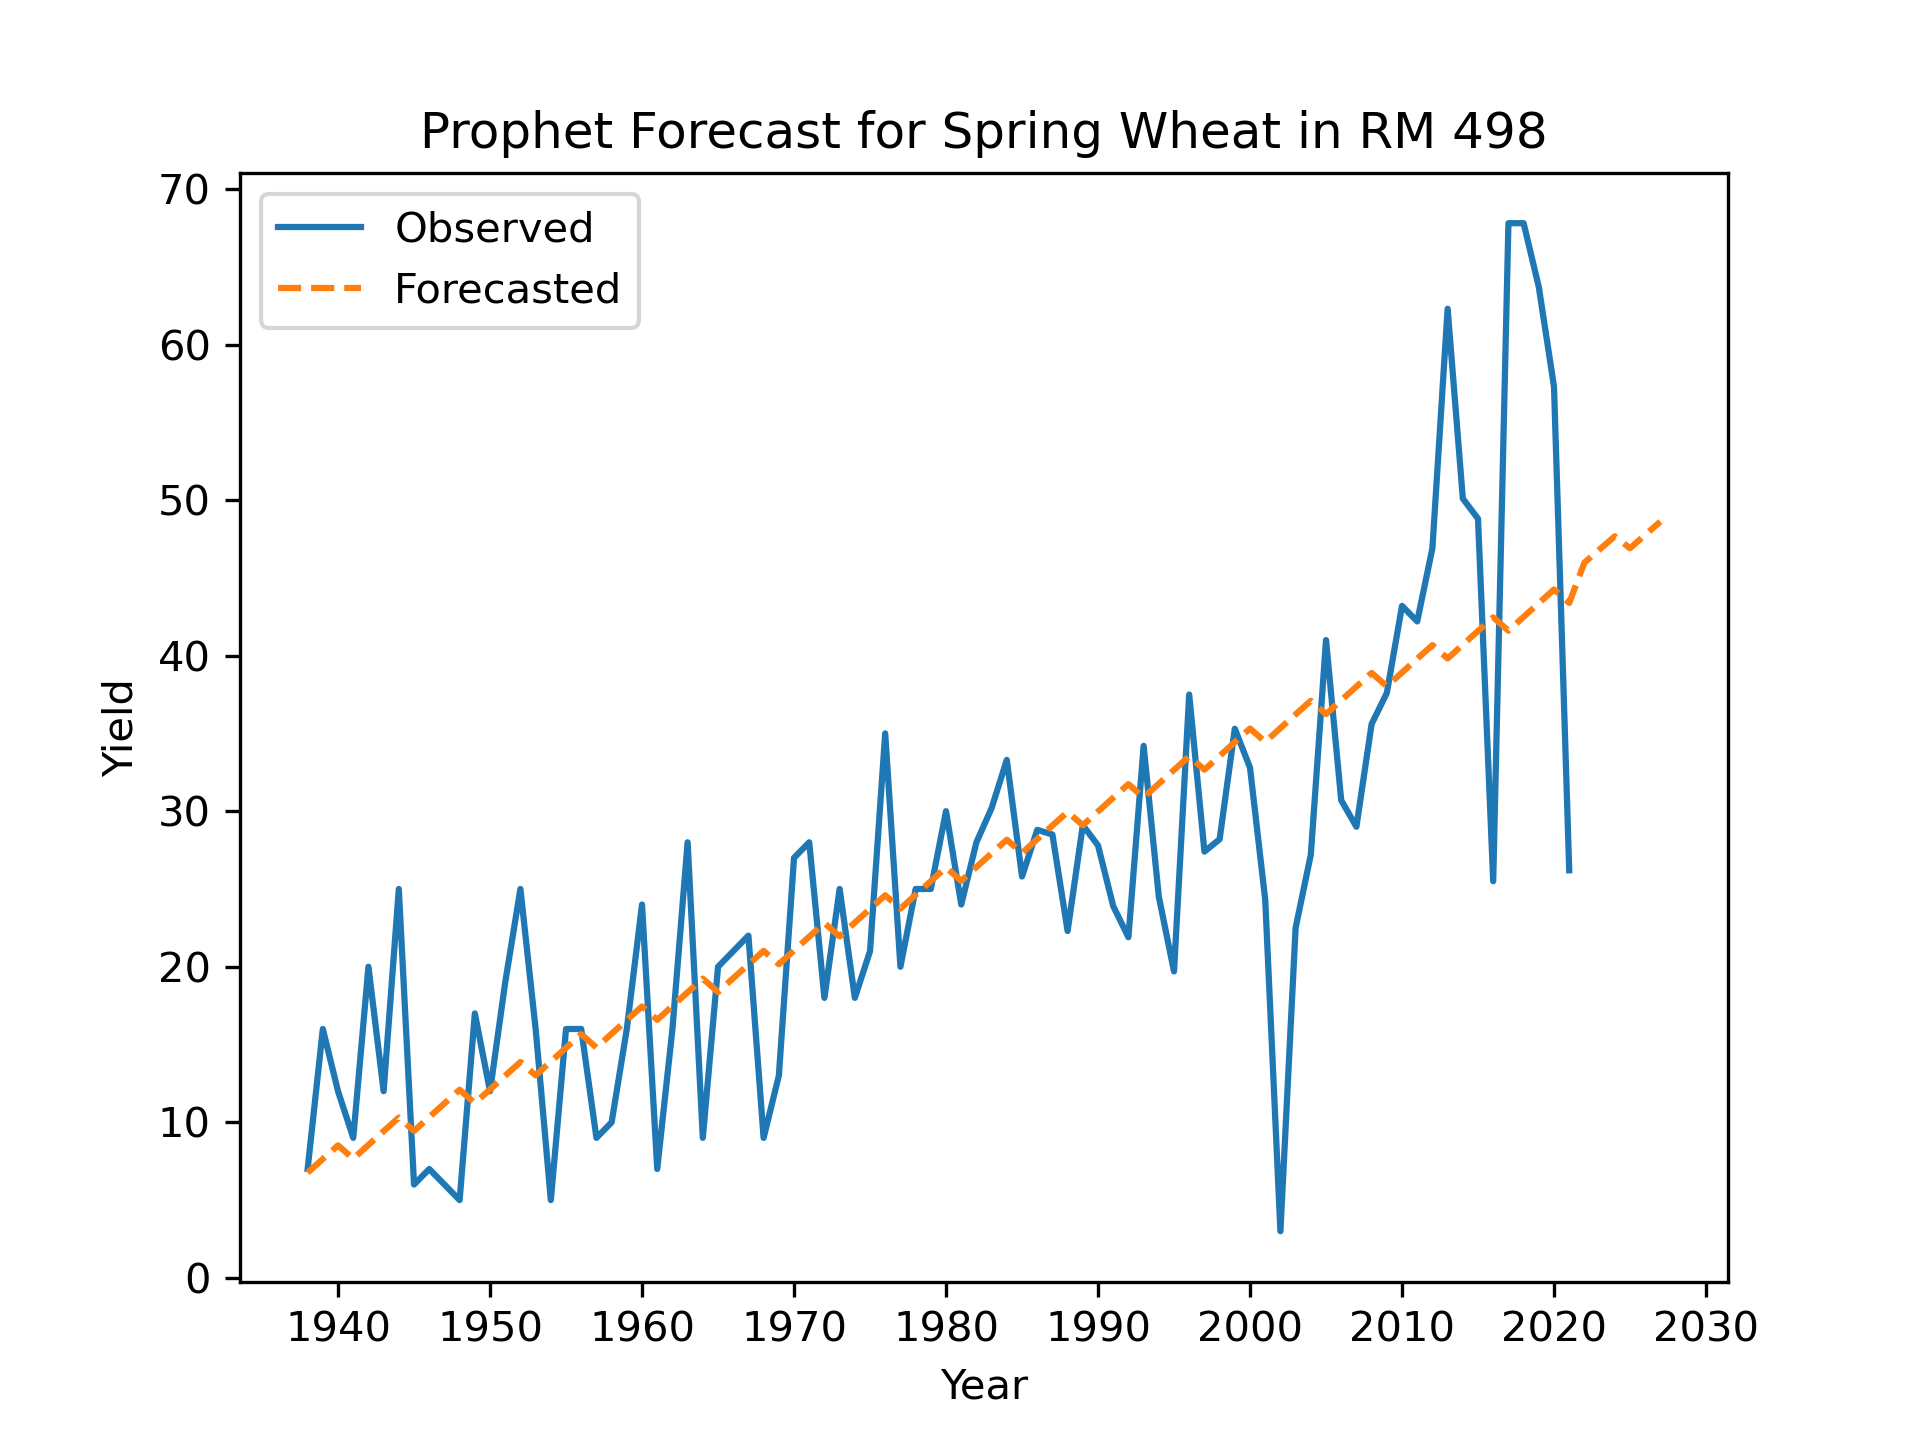 Prophet Forecast for Spring Wheat in RM 498
Observed
Forecasted
70
60
50
40
30
20
10
0
Yield
1940 1950 1960 1970 1980 1990 2000 2010 2020 2030
Year